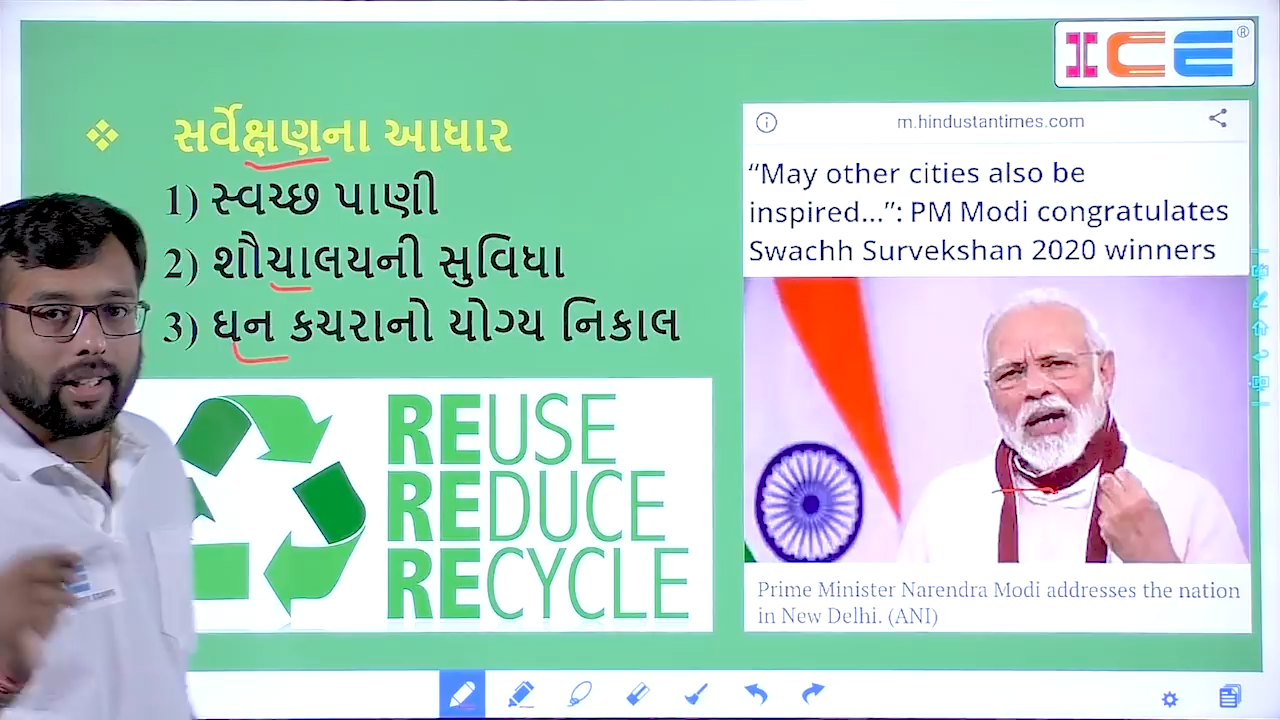 ICE®
❖ સર્વેક્ષણના આધાર
1) સ્વચ્છ પાણી
2) શૌચાલયની સુવિધા
3) ઘન કચરાનો યોગ્ય નિકાલ
REUSE
REDUCE
RECYCLE
m.hindustantimes.com
“May other cities also be
inspired...”: PM Modi congratulates
Swachh Survekshan 2020 winners
Prime Minister Narendra Modi addresses the nation
in New Delhi. (ANI)